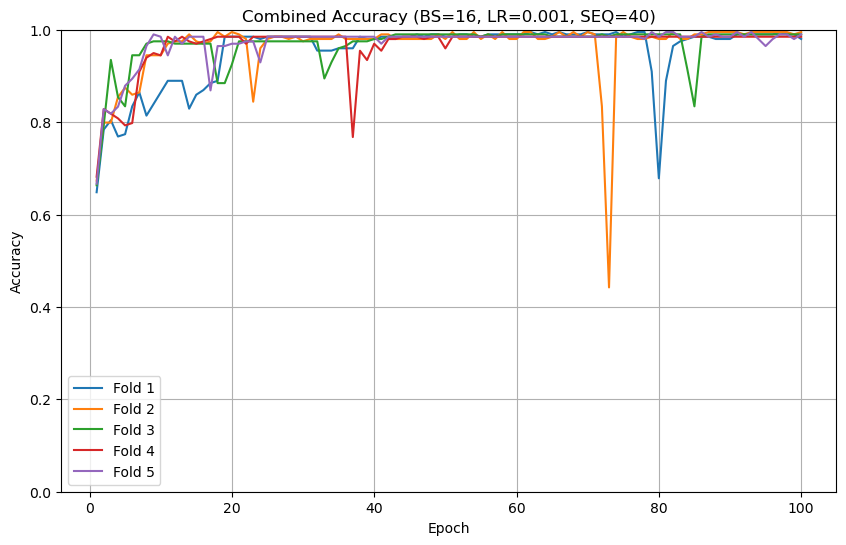 Combined Accuracy (BS=16, LR=0.001, SEQ=40)
1.0
0.8
0.6
0.4
0.2
0.0
Accuracy
Fold 1
Fold 2
Fold 3
Fold 4
Fold 5
0 20 40 60 80 100
Epoch